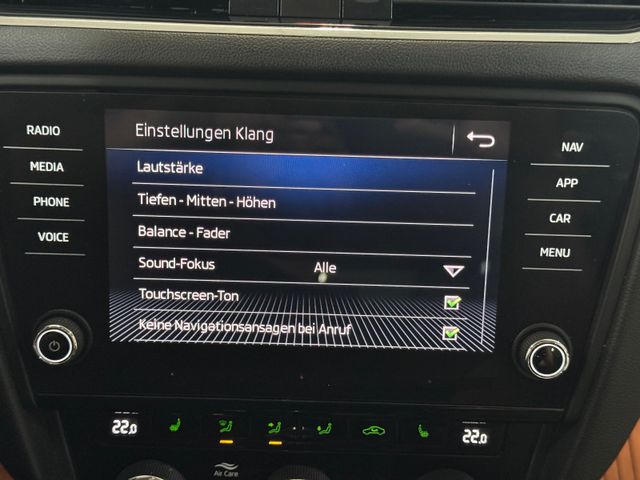 Einstellungen Klang
Lautstärke
Tiefen - Mitten - Höhen
Balance - Fader
Sound-Fokus Alle
Touchscreen-Ton
Keine Navigationsansagen bei Anruf
RADIO
MEDIA
PHONE
VOICE
NAV
APP
CAR
MENU
22.0
22.0
Air Care